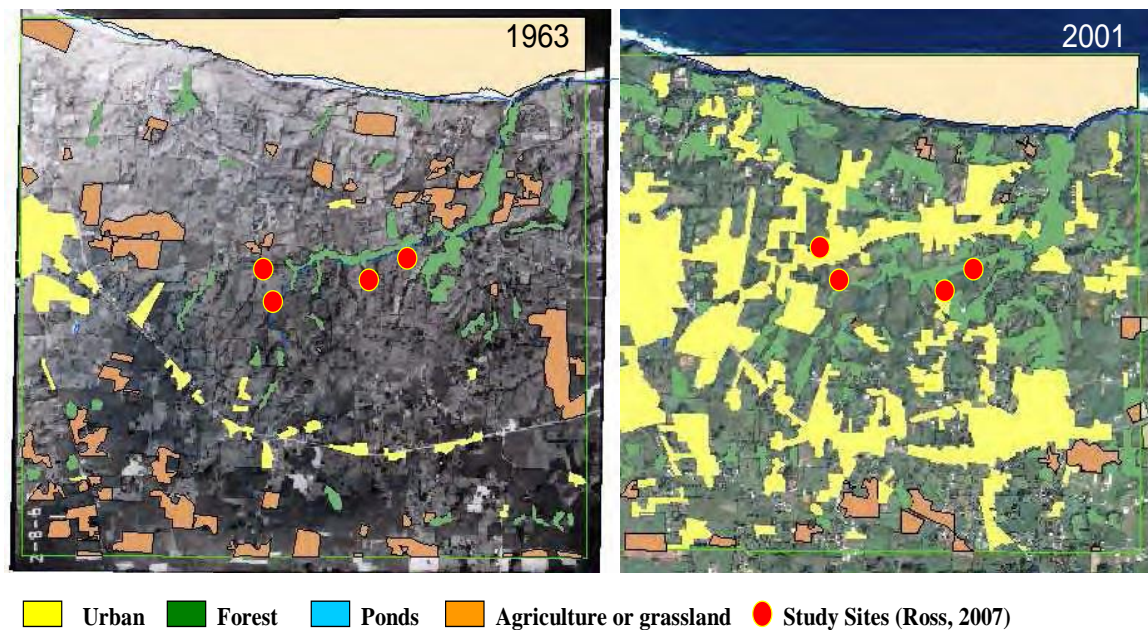 1963
2001
Urban
Forest
Ponds
Agriculture or grassland
Study Sites (Ross, 2007)